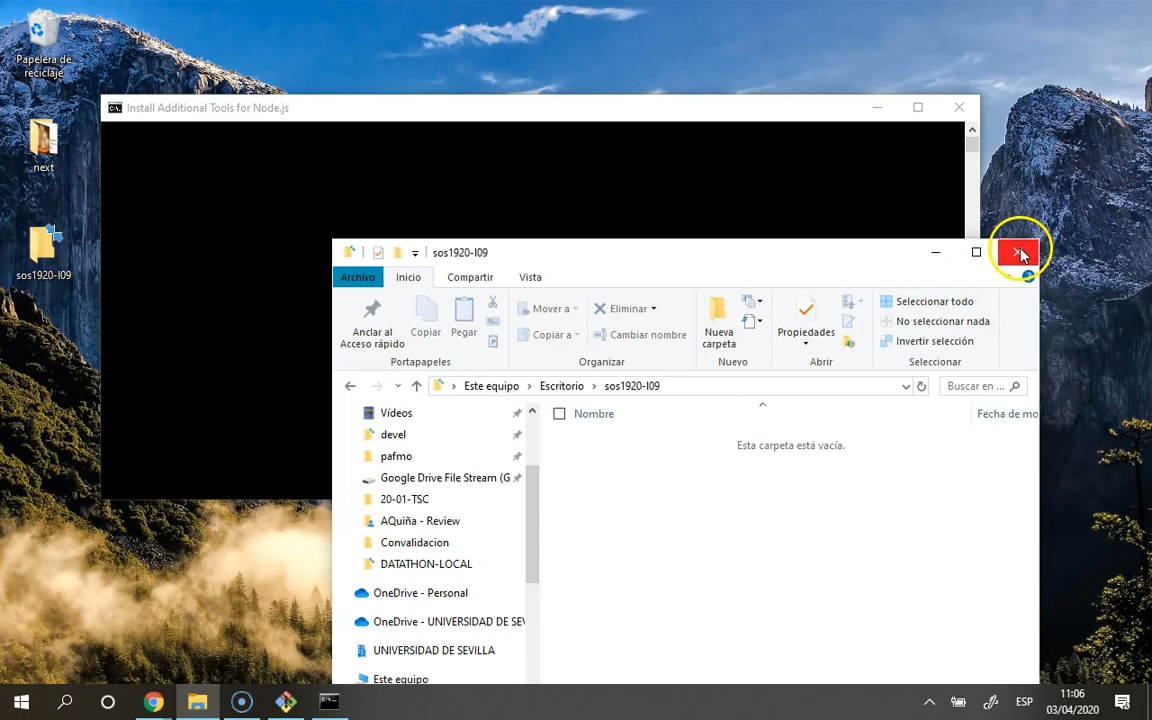 Papelera de
reciclaje
next
sos1920-I09
Install Additional Tools for Node.js
sos1920-I09
Archivo
Inicio
Compartir
Vista
Anclar al
Acceso rápido
Copiar
Pegar
Portapapeles
Mover a
Copiar a
Eliminar
Cambiar nombre
Organizar
Nueva
carpeta
Nuevo
Propiedades
Abrir
Seleccionar todo
No seleccionar nada
Invertir selección
Seleccionar
Este equipo
Escritorio
sos1920-I09
Buscar en ...
Nombre
Fecha de mo
Esta carpeta está vacía.
Vídeos
devel
pafmo
Google Drive File Stream (G
20-01-TSC
AQuiña - Review
Convalidacion
DATATHON-LOCAL
OneDrive - Personal
OneDrive - UNIVERSIDAD DE SEV
UNIVERSIDAD DE SEVILLA
Este equipo
ESP
11:06
03/04/2020